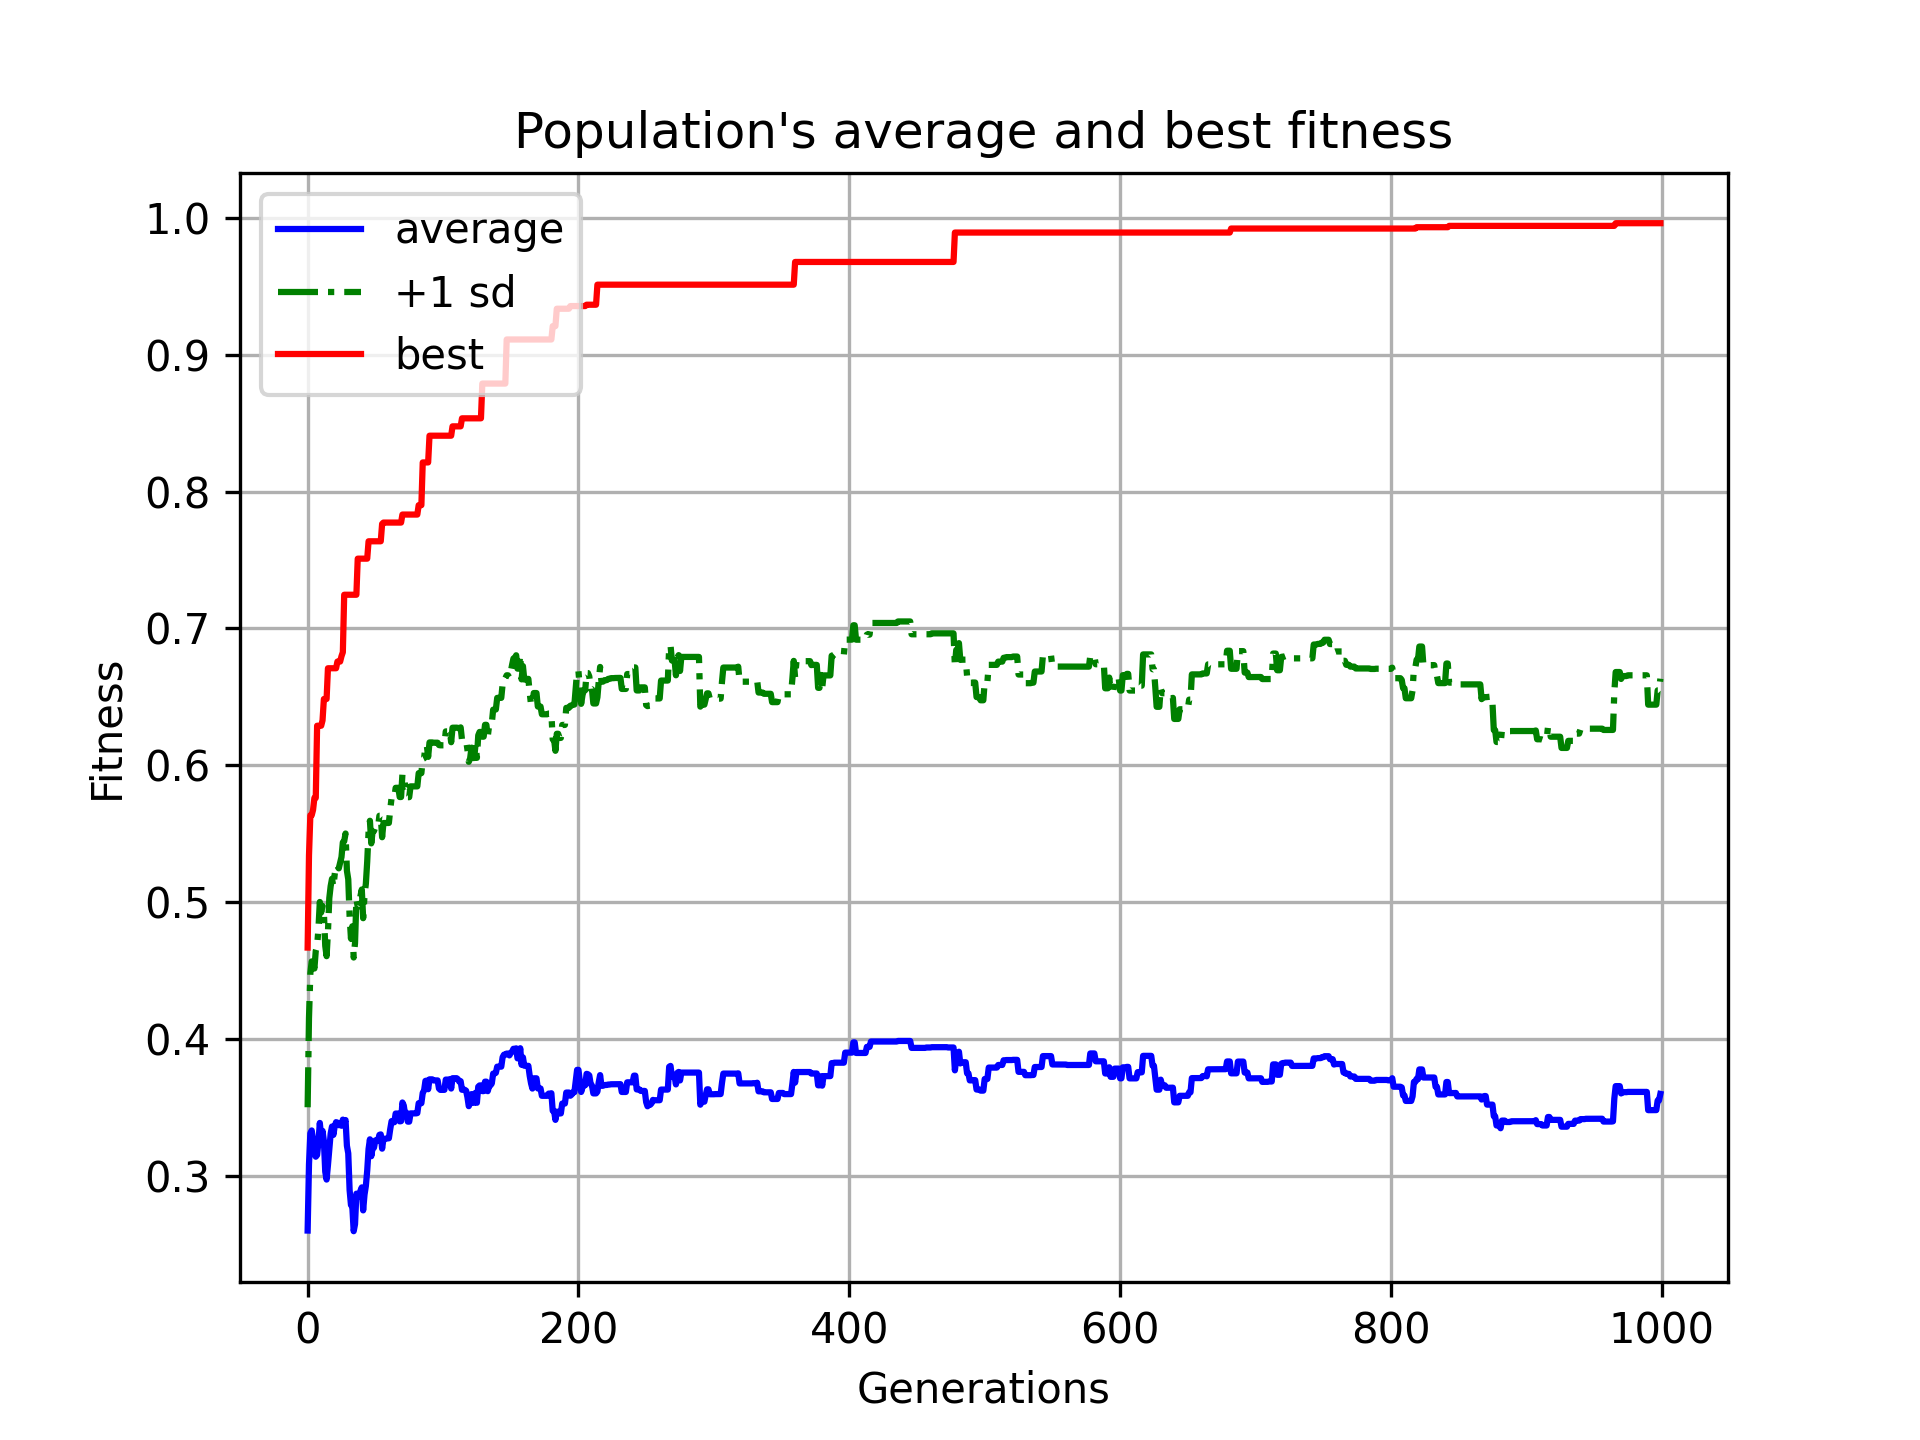 Population's average and best fitness
average
+1 sd
best
1.0
0.9
0.8
0.7
0.6
0.5
0.4
0.3
Fitness
0 200 400 600 800 1000
Generations